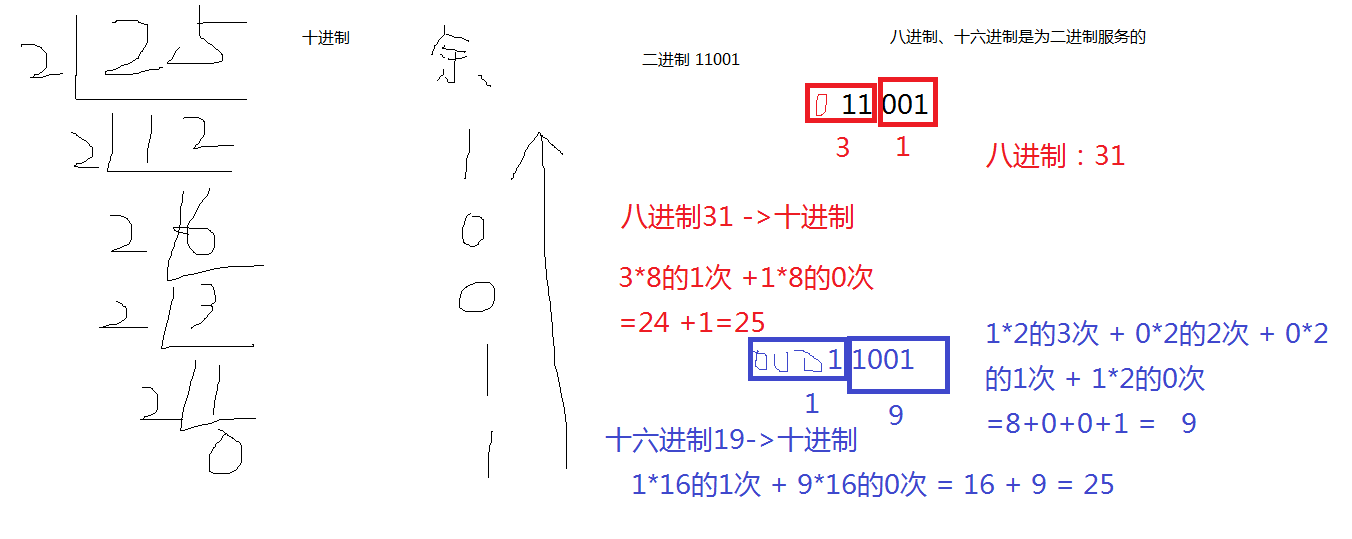 2 25
十进制
余
2 12
1
2 6
0
2 3
0
2 1
1
0
1
二进制 11001
八进制、十六进制是为二进制服务的
0 11 001
3 1
八进制：31
八进制31 ->十进制
3*8的1次 +1*8的0次
=24 +1=25
000 1 1001
1 9
1*2的3次 + 0*2的2次 + 0*2
的1次 + 1*2的0次
=8+0+0+1 = 9
十六进制19->十进制
1*16的1次 + 9*16的0次 = 16 + 9 = 25